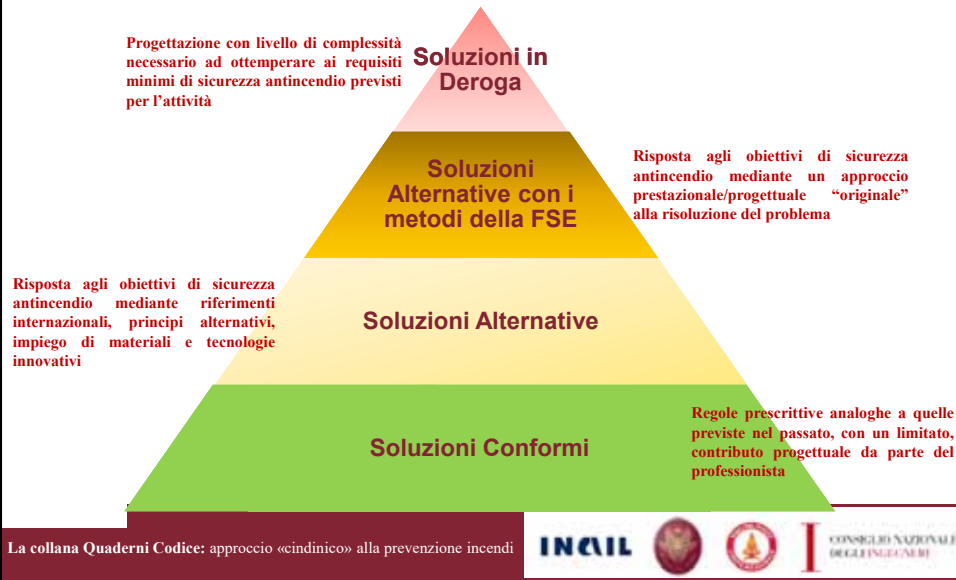 Progettazione con livello di complessità
necessario ad ottemperare ai requisiti
minimi di sicurezza antincendio previsti
per l'attività
Soluzioni in
Deroga
Soluzioni
Alternative con i
metodi della FSE
Risposta agli obiettivi di sicurezza
antincendio mediante un approccio
prestazionale/progettuale “originale”
alla risoluzione del problema
Risposta agli obiettivi di sicurezza
antincendio mediante riferimenti
internazionali, principi alternativi,
impiego di materiali e tecnologie
innovativi
Soluzioni Alternative
Regole prescrittive analoghe a quelle
previste nel passato, con un limitato,
contributo progettuale da parte del
professionista
Soluzioni Conformi
La collana Quaderni Codice: approccio «cindinico» alla prevenzione incendi
INAIL
CONSIGLIO NAZIONALE
DEGLI INGEGNERI